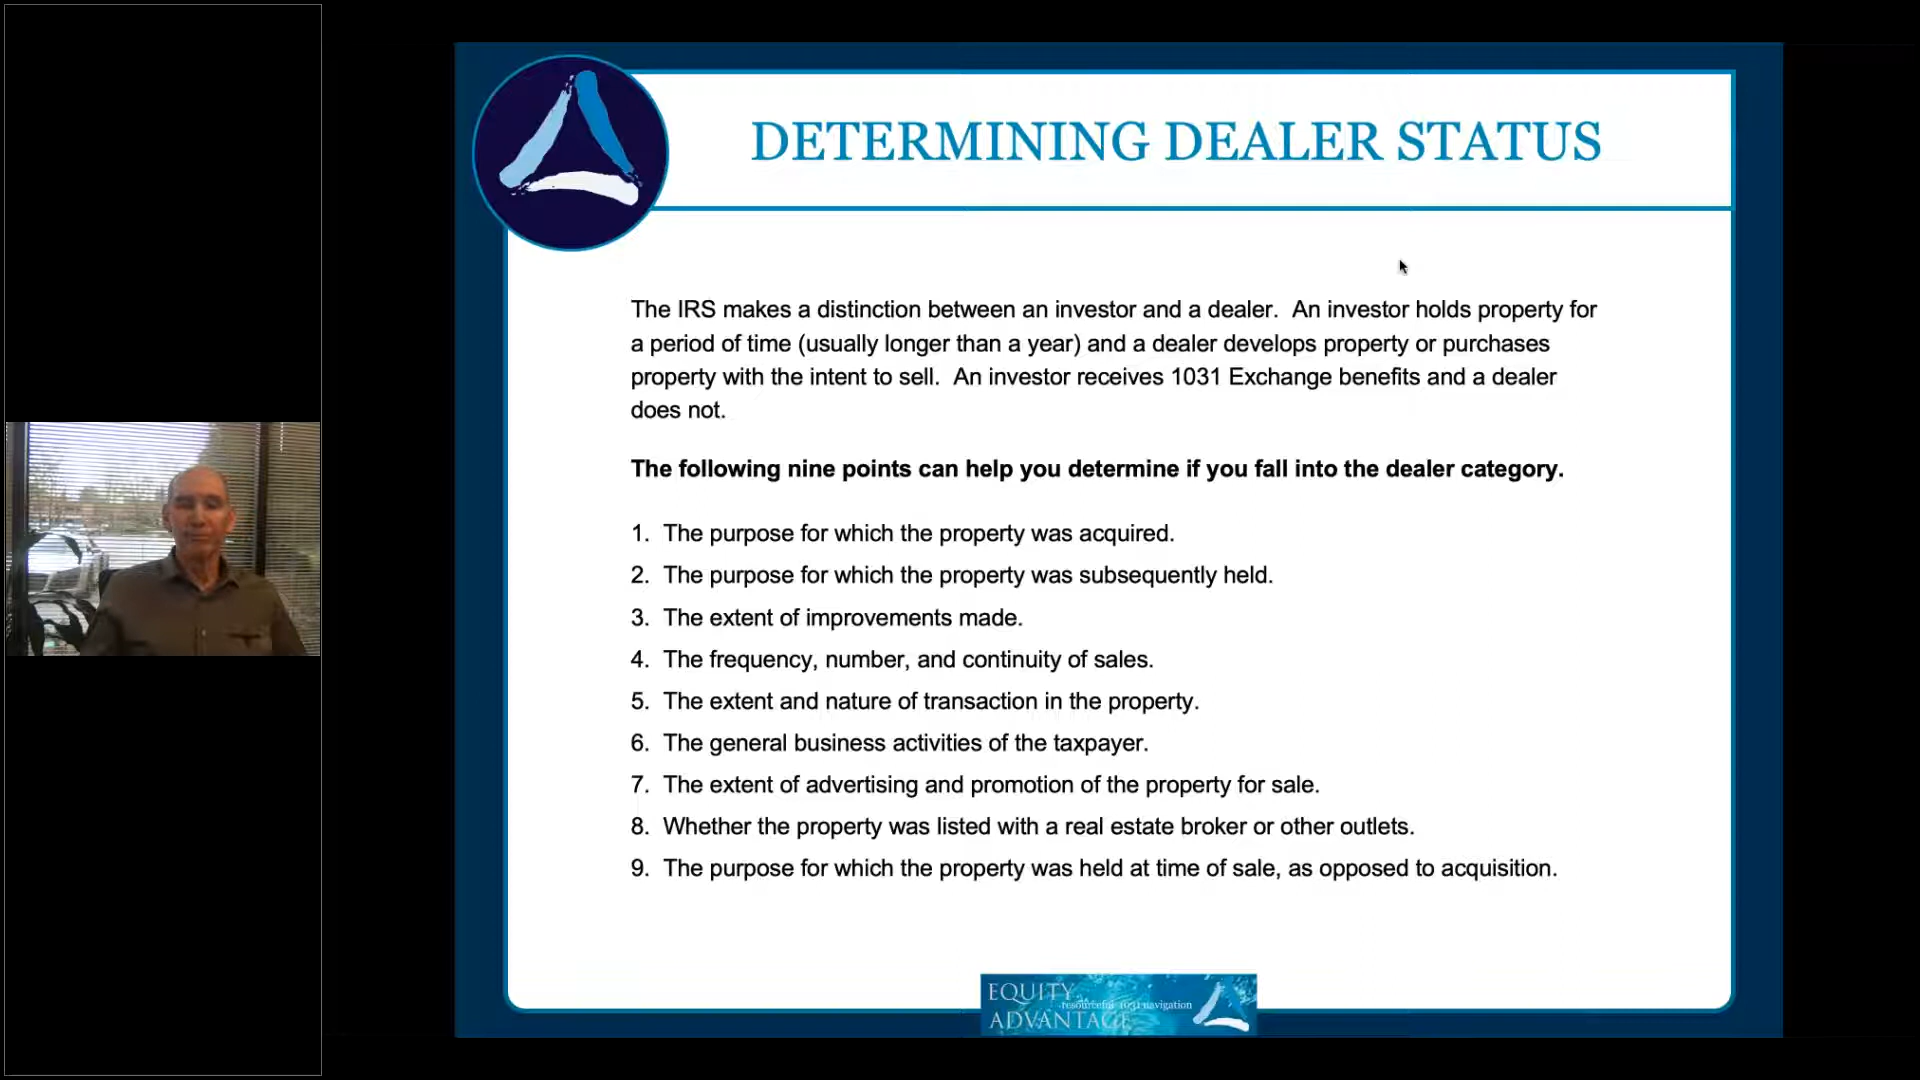 DETERMINING DEALER STATUS
The IRS makes a distinction between an investor and a dealer.  An investor holds property for
a period of time (usually longer than a year) and a dealer develops property or purchases
property with the intent to sell.  An investor receives 1031 Exchange benefits and a dealer
does not.
The following nine points can help you determine if you fall into the dealer category.
1.  The purpose for which the property was acquired.
2.  The purpose for which the property was subsequently held.
3.  The extent of improvements made.
4.  The frequency, number, and continuity of sales.
5.  The extent and nature of transaction in the property.
6.  The general business activities of the taxpayer.
7.  The extent of advertising and promotion of the property for sale.
8.  Whether the property was listed with a real estate broker or other outlets.
9.  The purpose for which the property was held at time of sale, as opposed to acquisition.
EQUITY
resourceful 1031 navigation
ADVANTAGE